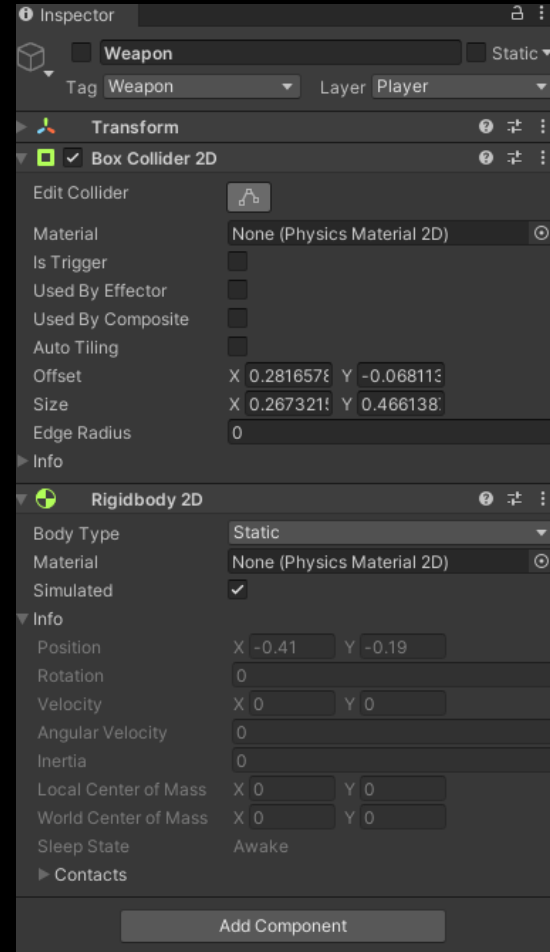 Inspector
Weapon Static
Tag Weapon Layer Player
Transform
Box Collider 2D
Edit Collider
Material None (Physics Material 2D)
Is Trigger
Used By Effector
Used By Composite
Auto Tiling
Offset X 0.2816578 Y -0.068113
Size X 0.2673215 Y 0.466138
Edge Radius 0
Info
Rigidbody 2D
Body Type Static
Material None (Physics Material 2D)
Simulated
Info
Position X -0.41 Y -0.19
Rotation 0
Velocity X 0 Y 0
Angular Velocity 0
Inertia 0
Local Center of Mass X 0 Y 0
World Center of Mass X 0 Y 0
Sleep State Awake
Contacts
Add Component